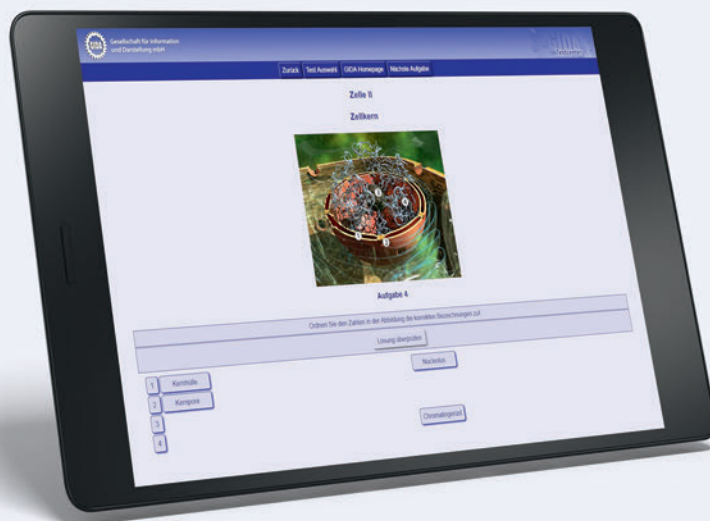 GIDA
Gesellschaft für Information
und Darstellung mbH
GIDA
Zurück Test Auswahl GIDA Homepage Nächste Aufgabe
Zelle II
Zellkern
Aufgabe 4
Ordnen Sie den Zahlen in der Abbildung die korrekten Bezeichnungen zu!
Lösung überprüfen
1 Kernhülle
Nucleolus
2 Kernpore
3
Chromatingerüst
4